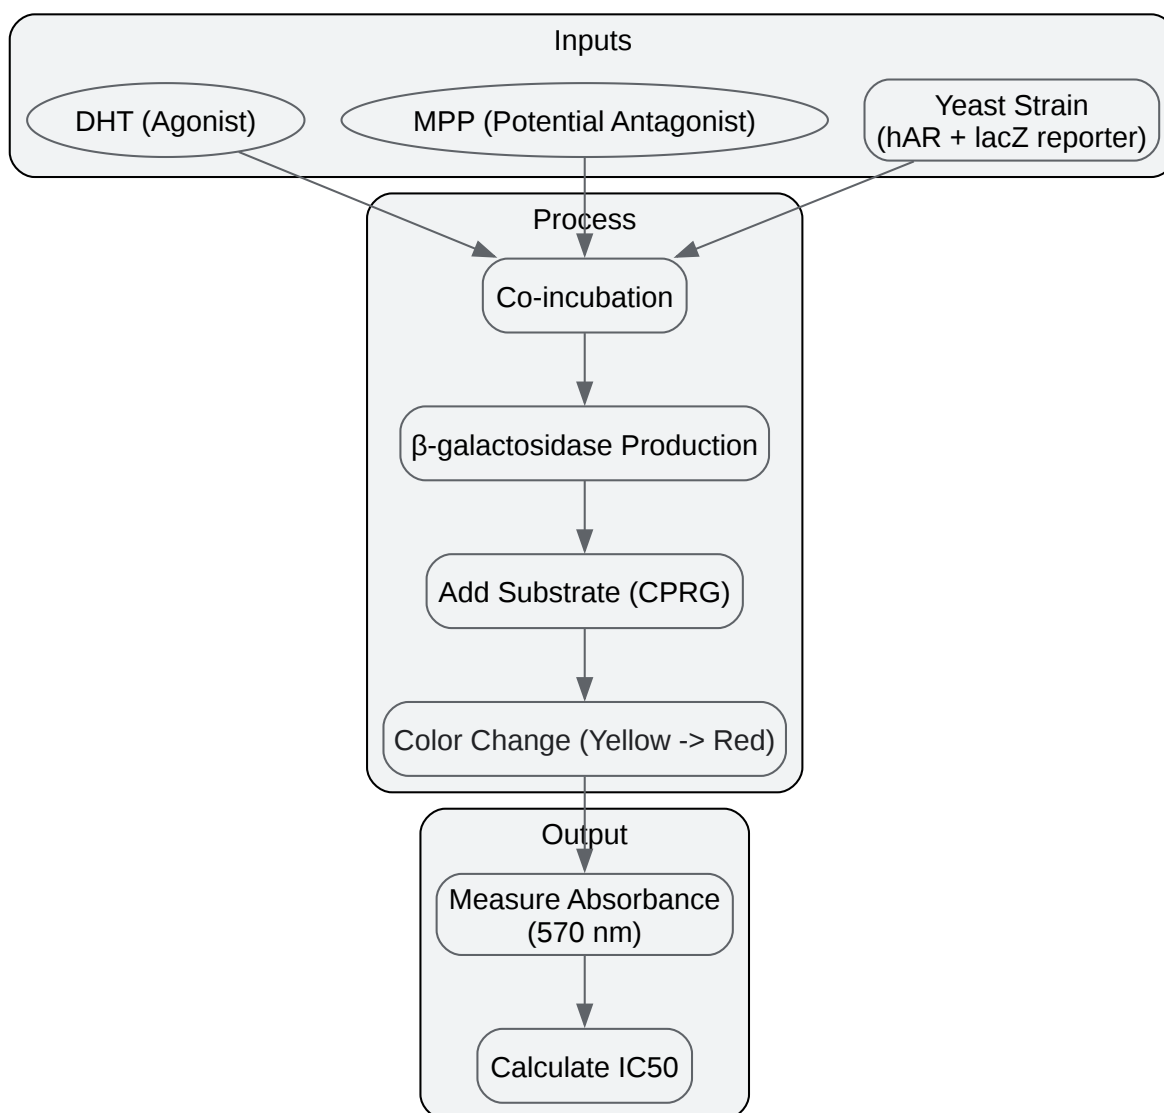 Inputs
DHT (Agonist)
MPP (Potential Antagonist)
Yeast Strain
(hAR + lacZ reporter)
Process
Co-incubation
β-galactosidase Production
Add Substrate (CPRG)
Color Change (Yellow -> Red)
Output
Measure Absorbance
(570 nm)
Calculate IC50